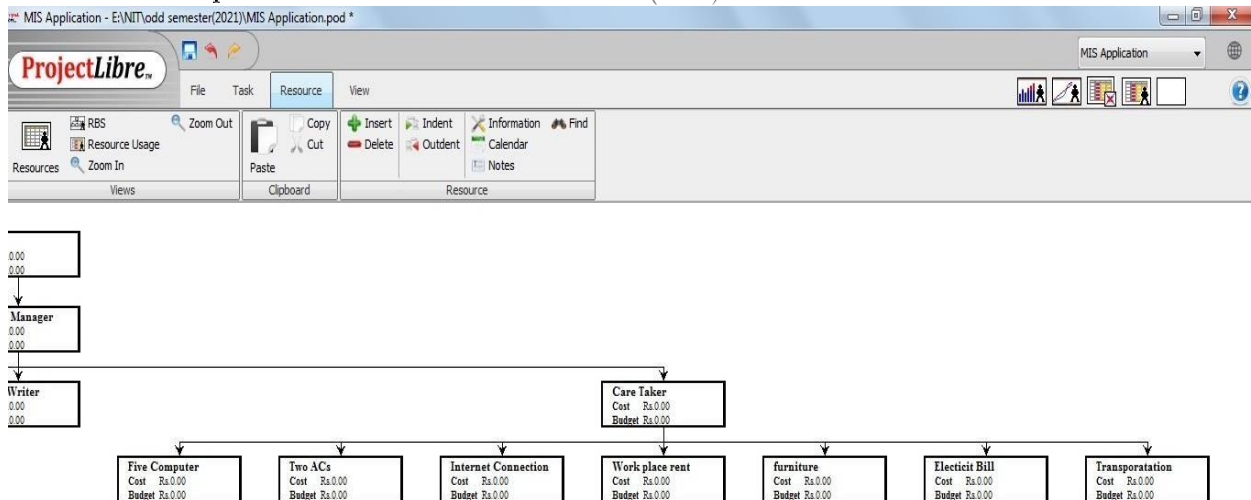 MIS Application - E:\NIT\odd semester(2021)\MIS Application.pod *
ProjectLibre™
MIS Application
File Task Resource View
RBS Zoom Out Copy Insert Indent Information Find
Resource Usage Cut Delete Outdent Calendar
Resources Zoom In Paste Notes
Views Clipboard Resource
0.00
0.00
Manager
0.00
0.00
Writer
0.00
0.00
Care Taker
Cost Rs.0.00
Budget Rs.0.00
Five Computer
Cost Rs.0.00
Budget Rs.0.00
Two ACs
Cost Rs.0.00
Budget Rs.0.00
Internet Connection
Cost Rs.0.00
Budget Rs.0.00
Work place rent
Cost Rs.0.00
Budget Rs.0.00
furniture
Cost Rs.0.00
Budget Rs.0.00
Electicit Bill
Cost Rs.0.00
Budget Rs.0.00
Transporatation
Cost Rs.0.00
Budget Rs.0.00